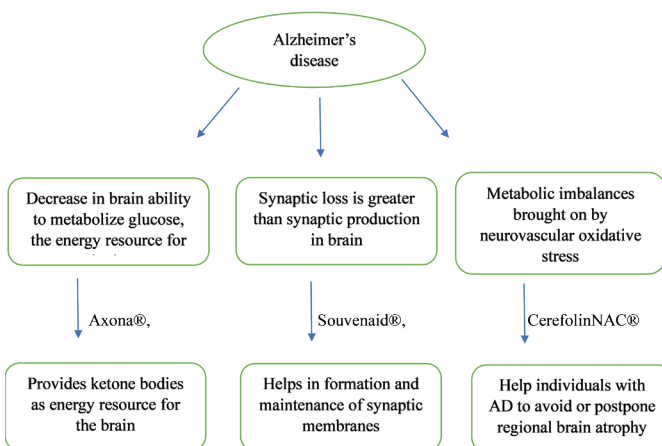 Alzheimer's
disease
Decrease in brain ability
to metabolize glucose,
the energy resource for
Synaptic loss is greater
than synaptic production
in brain
Metabolic imbalances
brought on by
neurovascular oxidative
stress
Axona®,
Souvenaid®,
CerefolinNAC®
Provides ketone bodies
as energy resource for
the brain
Helps in formation and
maintenance of synaptic
membranes
Help individuals with
AD to avoid or postpone
regional brain atrophy